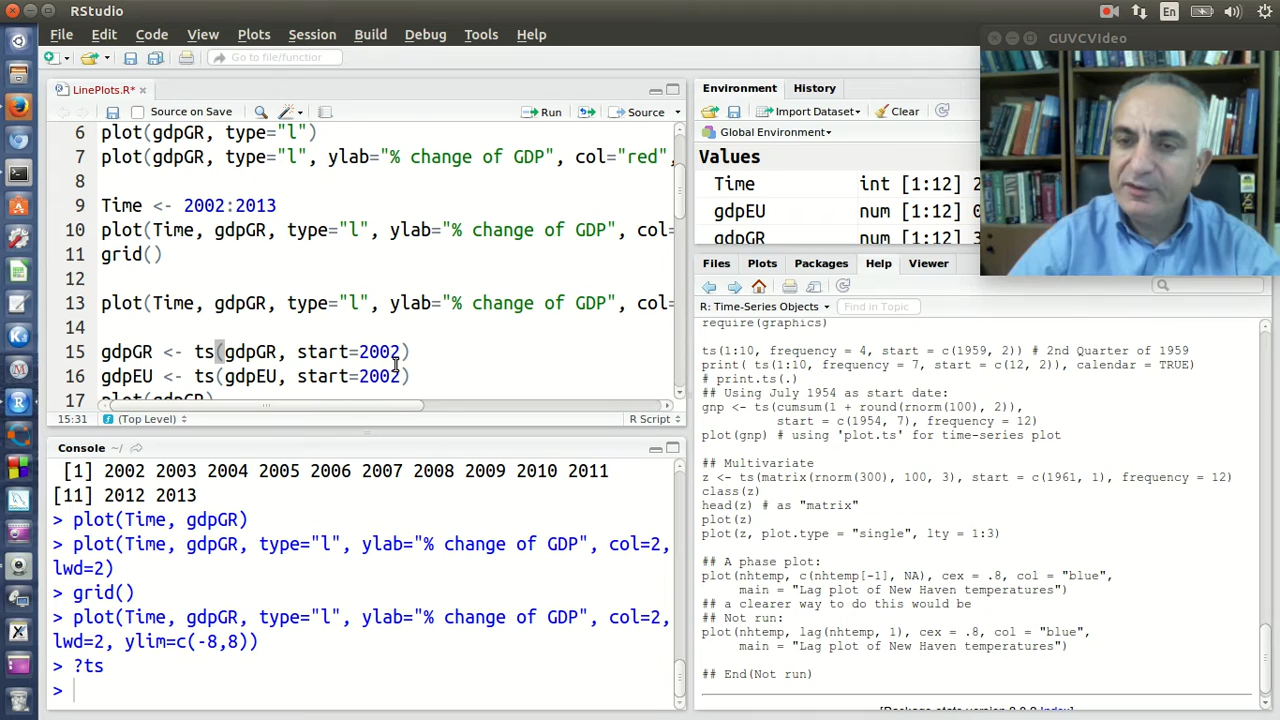 RStudio
En
File Edit Code View Plots Session Build Debug Tools Help
GUVCVIdeo
Go to file/functior
LinePlots.R*
Source on Save
Run
Source
6 plot(gdpGR, type="l")
7 plot(gdpGR, type="l", ylab="% change of GDP", col="red",
8
9 Time <- 2002:2013
10 plot(Time, gdpGR, type="l", ylab="% change of GDP", col=
11 grid()
12
13 plot(Time, gdpGR, type="l", ylab="% change of GDP", col=
14
15 gdpGR <- ts(gdpGR, start=2002)
16 gdpEU <- ts(gdpEU, start=2002)
17 plot(gdpGR)
15:31 (Top Level) R Script
Console ~/
[1] 2002 2003 2004 2005 2006 2007 2008 2009 2010 2011
[11] 2012 2013
> plot(Time, gdpGR)
> plot(Time, gdpGR, type="l", ylab="% change of GDP", col=2,
lwd=2)
> grid()
> plot(Time, gdpGR, type="l", ylab="% change of GDP", col=2,
lwd=2, ylim=c(-8,8))
> ?ts
>
Environment History
Import Dataset Clear
Global Environment
Values
Time int [1:12] 2
gdpEU num [1:12] 0
gdpGR num [1:12] 3
Files Plots Packages Help Viewer
R: Time-Series Objects Find in Topic
require(graphics)
ts(1:10, frequency = 4, start = c(1959, 2)) # 2nd Quarter of 1959
print( ts(1:10, frequency = 7, start = c(12, 2)), calendar = TRUE)
# print.ts(.)
## Using July 1954 as start date:
gnp <- ts(cumsum(1 + round(rnorm(100), 2)),
start = c(1954, 7), frequency = 12)
plot(gnp) # using 'plot.ts' for time-series plot
## Multivariate
z <- ts(matrix(rnorm(300), 100, 3), start = c(1961, 1), frequency = 12)
class(z)
head(z) # as "matrix"
plot(z)
plot(z, plot.type = "single", lty = 1:3)
## A phase plot:
plot(nhtemp, c(nhtemp[-1], NA), cex = .8, col = "blue",
main = "Lag plot of New Haven temperatures")
## a clearer way to do this would be
## Not run:
plot(nhtemp, lag(nhtemp, 1), cex = .8, col = "blue",
main = "Lag plot of New Haven temperatures")
## End(Not run)